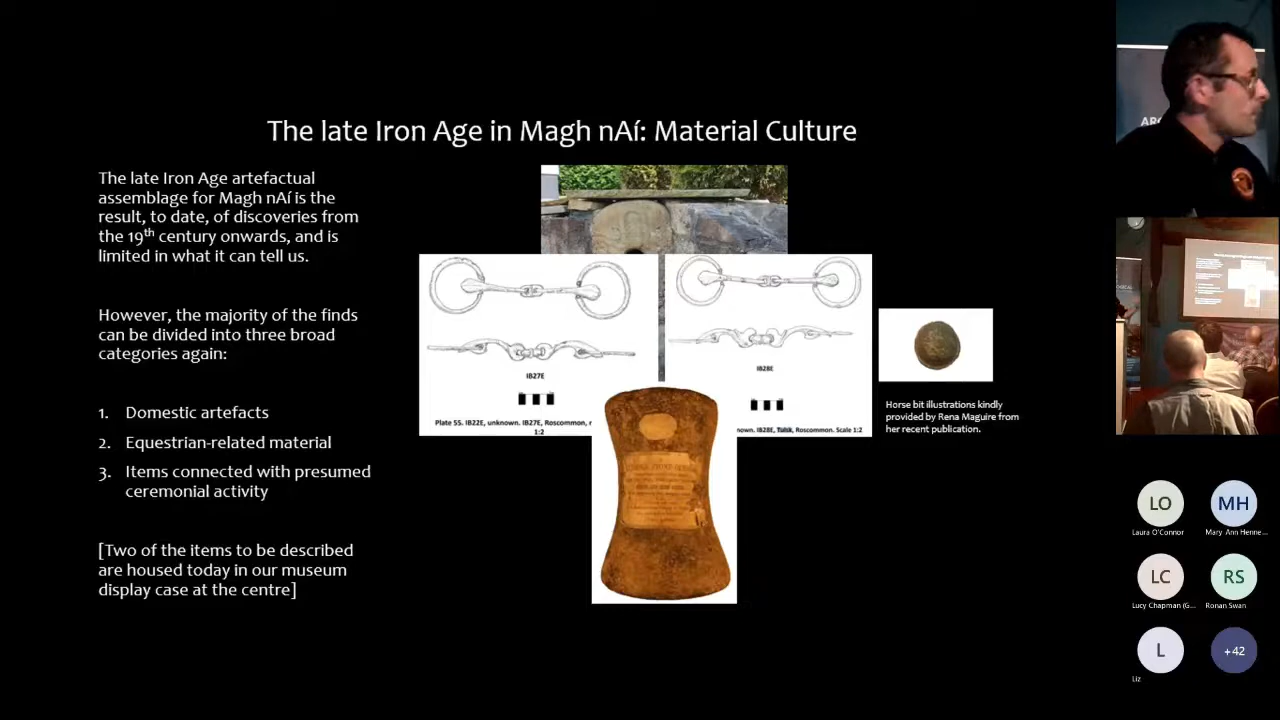 The late Iron Age in Magh nAí: Material Culture
The late Iron Age artefactual
assemblage for Magh nAí is the
result, to date, of discoveries from
the 19th century onwards, and is
limited in what it can tell us.
However, the majority of the finds
can be divided into three broad
categories again:
1. Domestic artefacts
2. Equestrian-related material
3. Items connected with presumed
ceremonial activity
[Two of the items to be described
are housed today in our museum
display case at the centre]
IB27E
Plate 55. IB22E, unknown. IB27E, Roscommon, r
1:2
IB28E
nown. IB28E, Tulsk, Roscommon. Scale 1:2
Horse bit illustrations kindly
provided by Rena Maguire from
her recent publication.
LO
Laura O'Connor
MH
Mary Ann Henne...
LC
Lucy Chapman (G...
RS
Ronan Swan
L
Liz
+42